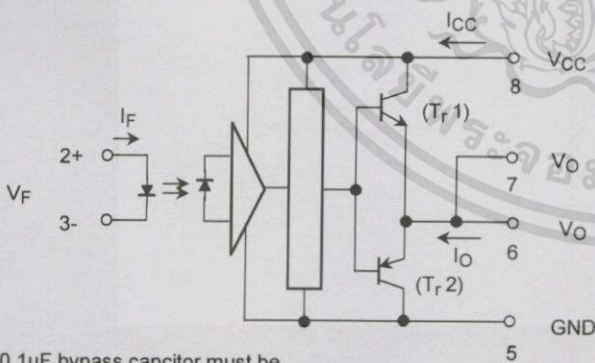 ICC
VCC
8
(Tr 1)
IF
2+
VF
3-
VO
7
VO
6
IO
(Tr 2)
GND
5
0.1uF bypass capcitor must be